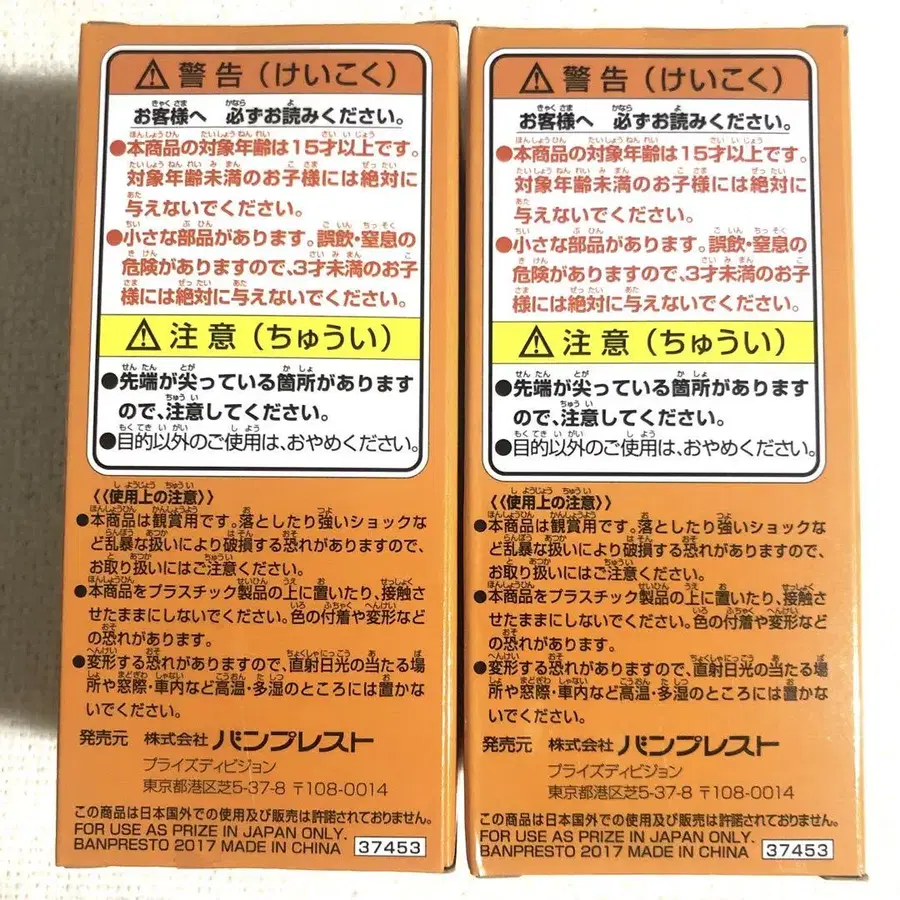 ⚠警告(けいこく)
お客様へ 必ずお読みください。
●本商品の対象年齢は15才以上です。
対象年齢未満のお子様には絶対に
与えないでください。
●小さな部品があります。誤飲・窒息の
危険がありますので、3才未満のお子
様には絶対に与えないでください。
⚠注意(ちゅうい)
●先端が尖っている箇所があります
ので、注意してください。
●目的以外のご使用は、おやめください。
《使用上の注意》
●本商品は観賞用です。落としたり強いショックな
ど乱暴な扱いにより破損する恐れがありますので、
お取り扱いにはご注意ください。
●本商品をプラスチック製品の上に置いたり、接触さ
せたままにしないでください。色の付着や変形など
の恐れがあります。
●変形する恐れがありますので、直射日光の当たる場
所や窓際・車内など高温・多湿のところには置かな
いでください。
発売元 株式会社 バンプレスト
プライズディビジョン
東京都港区芝5-37-8 〒108-0014
この商品は日本国外での使用及び販売は許諾されておりません。
FOR USE AS PRIZE IN JAPAN ONLY.
BANPRESTO 2017 MADE IN CHINA 37453
⚠警告(けいこく)
お客様へ 必ずお読みください。
●本商品の対象年齢は15才以上です。
対象年齢未満のお子様には絶対に
与えないでください。
●小さな部品があります。誤飲・窒息の
危険がありますので、3才未満のお子
様には絶対に与えないでください。
⚠注意(ちゅうい)
●先端が尖っている箇所があります
ので、注意してください。
●目的以外のご使用は、おやめください。
《使用上の注意》
●本商品は観賞用です。落としたり強いショックな
ど乱暴な扱いにより破損する恐れがありますので、
お取り扱いにはご注意ください。
●本商品をプラスチック製品の上に置いたり、接触さ
せたままにしないでください。色の付着や変形など
の恐れがあります。
●変形する恐れがありますので、直射日光の当たる場
所や窓際・車内など高温・多湿のところには置かな
いでください。
発売元 株式会社 バンプレスト
プライズディビジョン
東京都港区芝5-37-8 〒108-0014
この商品は日本国外での使用及び販売は許諾されておりません。
FOR USE AS PRIZE IN JAPAN ONLY.
BANPRESTO 2017 MADE IN CHINA 37453